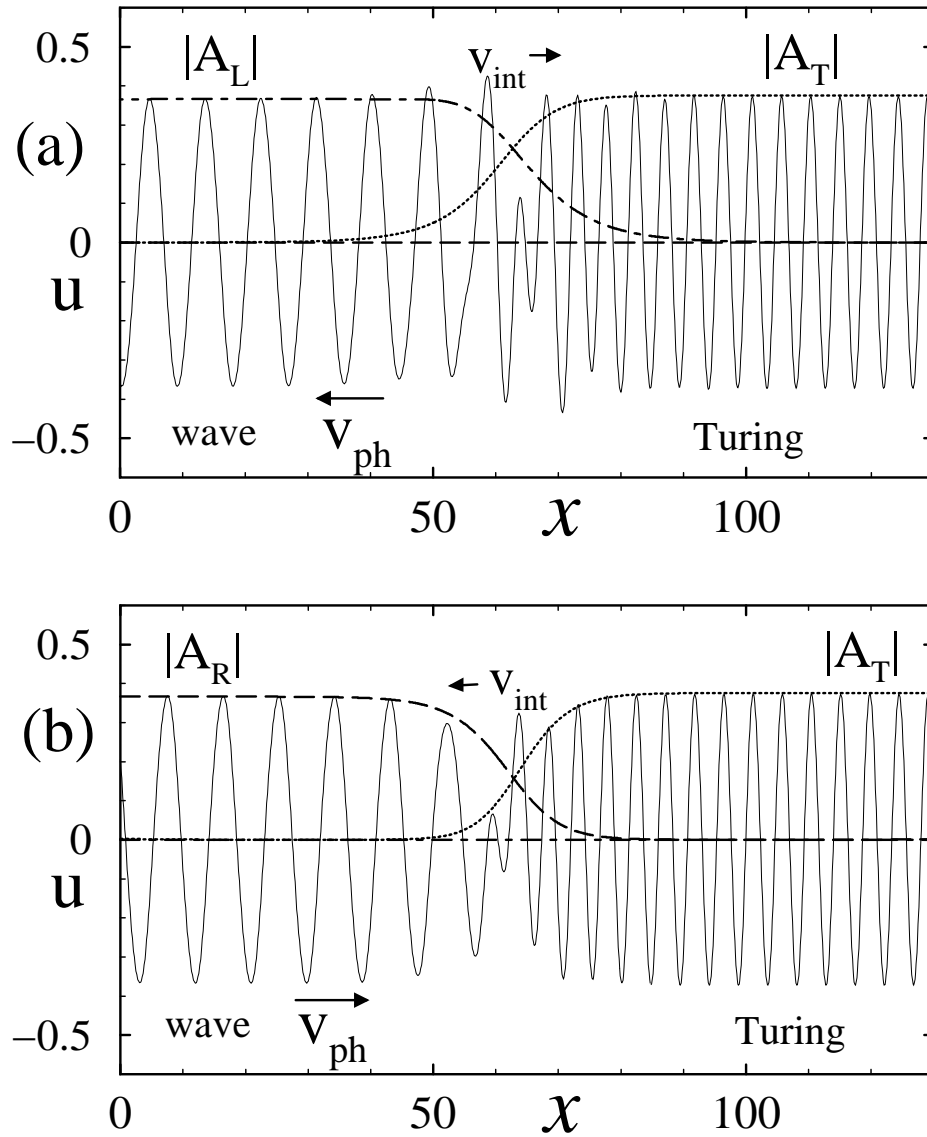 0.5
|A_L|
v_int
|A_T|
(a)
0
u
−0.5
wave
v_ph
Turing
0
50
x
100
0.5
|A_R|
v_int
|A_T|
(b)
0
u
−0.5
wave
v_ph
Turing
0
50
x
100